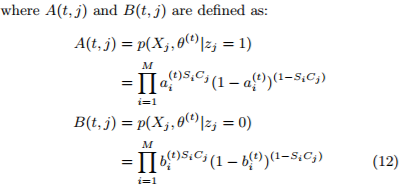 where A(t, j) and B(t, j) are defined as:
A(t, j) = p(X_j, θ^(t)|z_j = 1)
= ∏_{i=1}^{M} a_i^{(t)S_iC_j}(1 − a_i^{(t)})^{(1−S_iC_j)}
B(t, j) = p(X_j, θ^(t)|z_j = 0)
= ∏_{i=1}^{M} b_i^{(t)S_iC_j}(1 − b_i^{(t)})^{(1−S_iC_j)} (12)